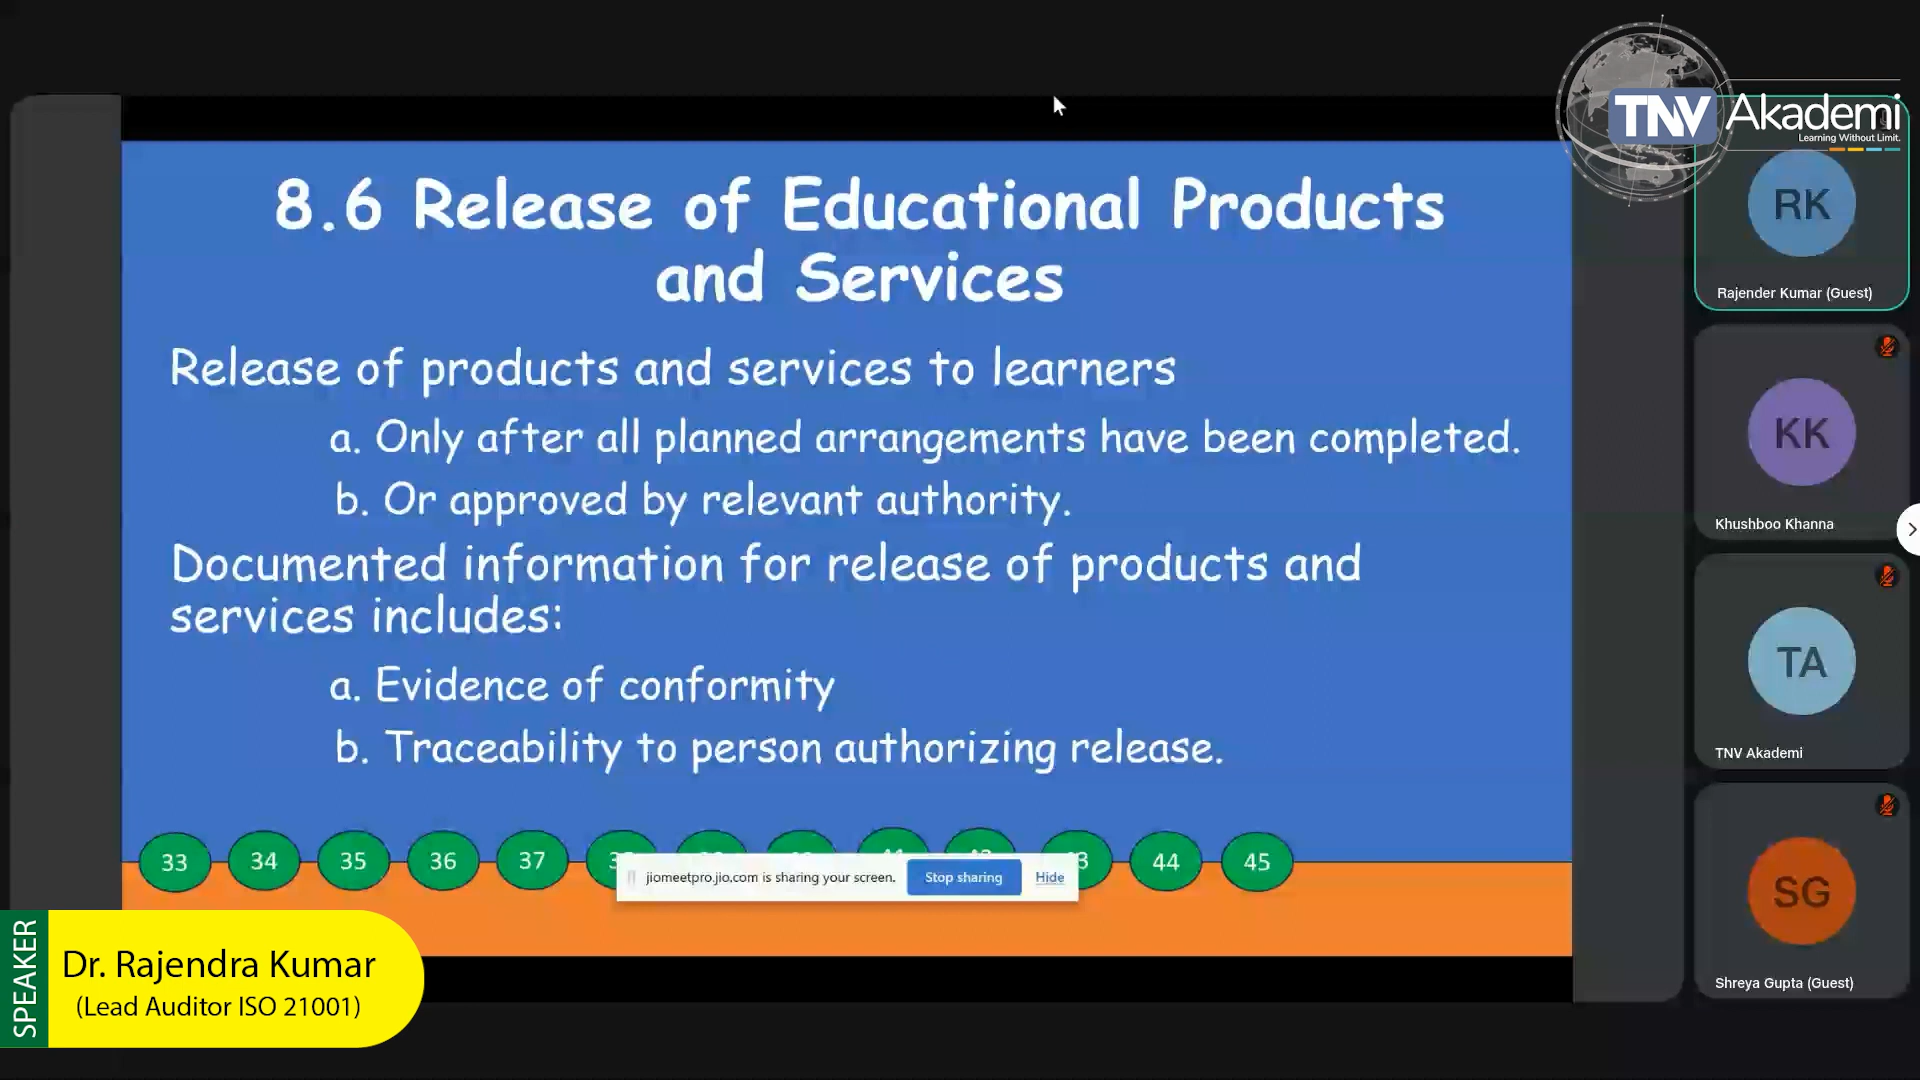 TNV Akademi
Learning Without Limit.
8.6 Release of Educational Products
and Services
Release of products and services to learners
a. Only after all planned arrangements have been completed.
b. Or approved by relevant authority.
Documented information for release of products and
services includes:
a. Evidence of conformity
b. Traceability to person authorizing release.
33 34 35 36 37 44 45
jiomeetpro.jio.com is sharing your screen. Stop sharing Hide
SPEAKER
Dr. Rajendra Kumar
(Lead Auditor ISO 21001)
RK
Rajender Kumar (Guest)
KK
Khushboo Khanna
TA
TNV Akademi
SG
Shreya Gupta (Guest)